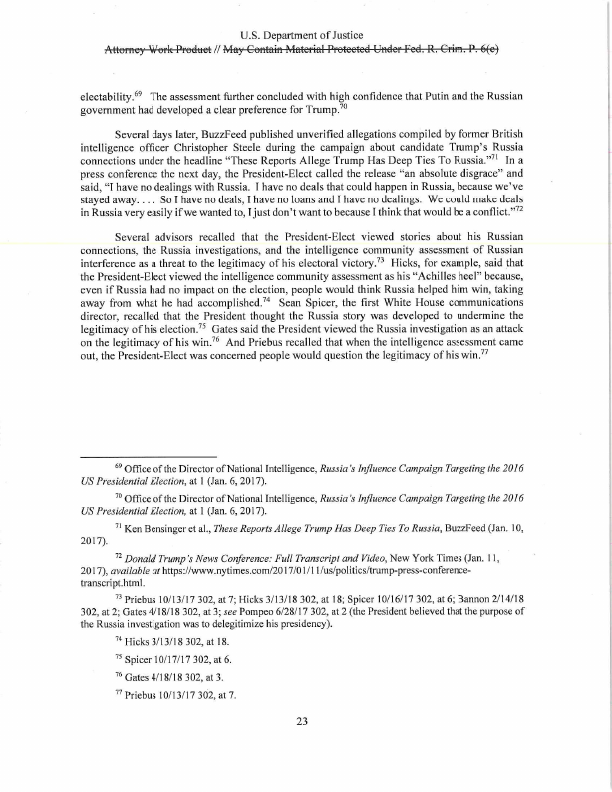 U.S. Department of Justice
Attorney Work Product // May Contain Material Protected Under Fed. R. Crim. P. 6(e)
electability.69 The assessment further concluded with high confidence that Putin and the Russian
government had developed a clear preference for Trump.70
Several days later, BuzzFeed published unverified allegations compiled by former British
intelligence officer Christopher Steele during the campaign about candidate Trump's Russia
connections under the headline "These Reports Allege Trump Has Deep Ties To Russia."71 In a
press conference the next day, the President-Elect called the release "an absolute disgrace" and
said, "I have no dealings with Russia. I have no deals that could happen in Russia, because we've
stayed away. . . . So I have no deals, I have no loans and I have no dealings. We could make deals
in Russia very easily if we wanted to, I just don't want to because I think that would be a conflict."72
Several advisors recalled that the President-Elect viewed stories about his Russian
connections, the Russia investigations, and the intelligence community assessment of Russian
interference as a threat to the legitimacy of his electoral victory.73 Hicks, for example, said that
the President-Elect viewed the intelligence community assessment as his "Achilles heel" because,
even if Russia had no impact on the election, people would think Russia helped him win, taking
away from what he had accomplished.74 Sean Spicer, the first White House communications
director, recalled that the President thought the Russia story was developed to undermine the
legitimacy of his election.75 Gates said the President viewed the Russia investigation as an attack
on the legitimacy of his win.76 And Priebus recalled that when the intelligence assessment came
out, the President-Elect was concerned people would question the legitimacy of his win.77
69 Office of the Director of National Intelligence, Russia's Influence Campaign Targeting the 2016
US Presidential Election, at 1 (Jan. 6, 2017).
70 Office of the Director of National Intelligence, Russia's Influence Campaign Targeting the 2016
US Presidential Election, at 1 (Jan. 6, 2017).
71 Ken Bensinger et al., These Reports Allege Trump Has Deep Ties To Russia, BuzzFeed (Jan. 10,
2017).
72 Donald Trump's News Conference: Full Transcript and Video, New York Times (Jan. 11,
2017), available at https://www.nytimes.com/2017/01/11/us/politics/trump-press-conference-
transcript.html.
73 Priebus 10/13/17 302, at 7; Hicks 3/13/18 302, at 18; Spicer 10/16/17 302, at 6; Bannon 2/14/18
302, at 2; Gates 4/18/18 302, at 3; see Pompeo 6/28/17 302, at 2 (the President believed that the purpose of
the Russia investigation was to delegitimize his presidency).
74 Hicks 3/13/18 302, at 18.
75 Spicer 10/17/17 302, at 6.
76 Gates 4/18/18 302, at 3.
77 Priebus 10/13/17 302, at 7.
23